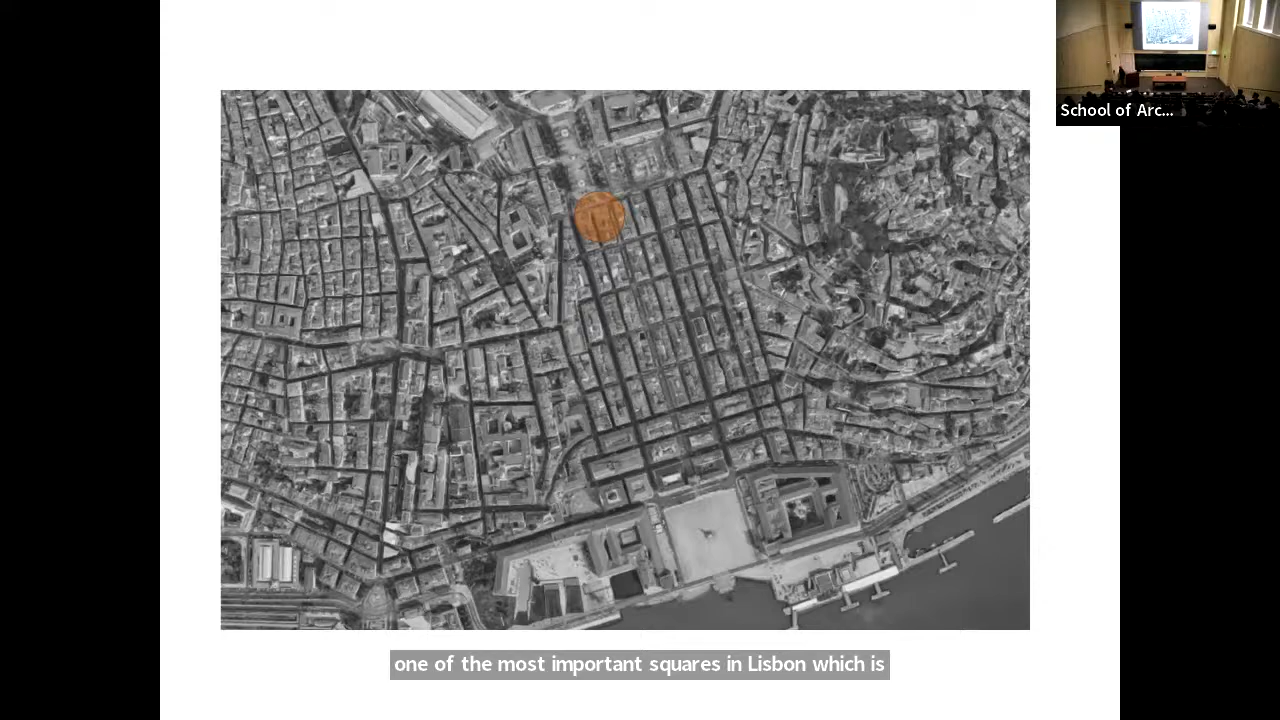 School of Arc...
one of the most important squares in Lisbon which is